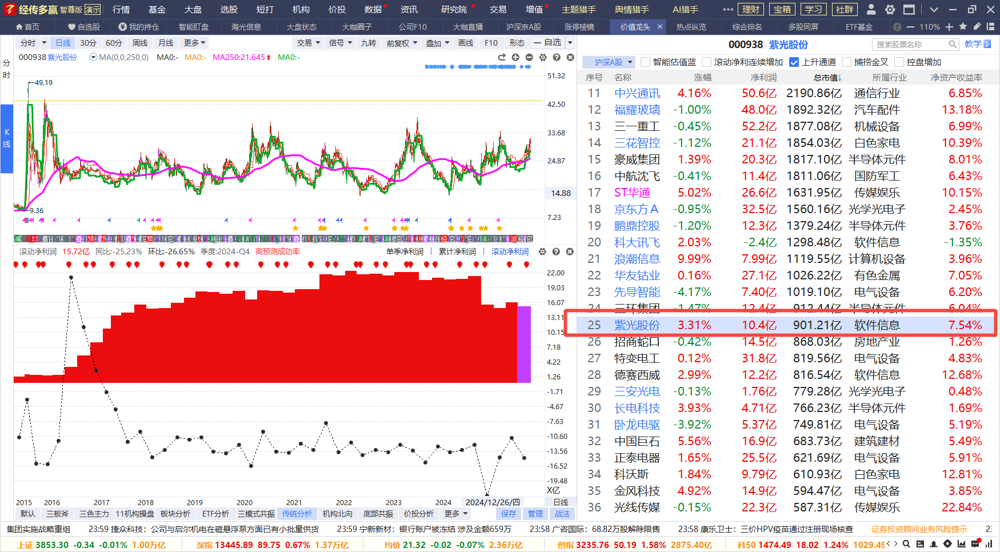 经传多赢 智尊版 演示 行情 基金 大盘 选股 短打 机构 价投 数据 资讯 研究院 交易 增值 主题猎手 舆情猎手 AI猎手 理财 宝箱 学习 社群
首页 自选股 我的持仓 智能盯盘 海光信息 大盘状态 大咖圈子 公司F10 大咖直播 沪深京A股 涨停棱镜 价值龙头 热点纵览 综合排名 多股同屏 ETF基金 110%
分时 日线 30分 60分 周线 月线 更多 交易 信号 九转 前复权 叠加 画线 F10 形态 自选
分时
K线
000938 紫光股份 MA(0,0,250,0) MA0:- MA0:- MA250:21.645 MA0:-
49.19
9.36
51.32
42.50
33.68
24.87
14.88
7.23
滚动净利润 15.72亿 同比:-25.23% 环比:-26.65% 季度:2024-Q4 高预测成功率 单季净利润 累计净利润 滚动净利润
22.00
19.03
16.07
13.11
10.15
7.18
4.22
1.26
-1.71
-4.67
-7.63
-10.60
-13.56
-16.52
-19.48
X亿
2015 2016 2017 2018 2019 2020 2021 2022 2023 2024 2024/12/26/四 日线
默认 三板斧 三色主力 11机构操盘 板块分析 ETF分析 三模式共振 传统分析 机构北向 底部共振 价投分析 更多 保存 管理 战法
000938 紫光股份 搜索股票名称 教学
沪深A股 智能估值蓝 滚动净利连续增加 上升通道 捕捞金叉 控盘增加
序号 名称 涨幅 净利润 总市值↓ 所属行业 净资产收益率
11 中兴通讯 4.16% 50.6亿 2190.86亿 通信行业 6.85%
12 福耀玻璃 -1.00% 48.0亿 1892.32亿 汽车配件 13.18%
13 三一重工 -0.45% 52.2亿 1877.08亿 机械设备 6.99%
14 三花智控 -1.12% 21.1亿 1854.03亿 白色家电 10.39%
15 豪威集团 1.39% 20.3亿 1817.10亿 半导体元件 8.01%
16 中航沈飞 -0.41% 11.4亿 1811.06亿 国防军工 6.43%
17 ST华通 5.02% 26.6亿 1631.95亿 传媒娱乐 10.15%
18 京东方Ａ -0.95% 32.5亿 1560.16亿 光学光电子 2.45%
19 鹏鼎控股 -1.20% 12.3亿 1379.24亿 半导体元件 3.76%
20 科大讯飞 2.03% -2.4亿 1298.48亿 软件信息 -1.35%
21 浪潮信息 9.99% 7.99亿 1119.55亿 计算机设备 3.96%
22 华友钴业 0.16% 27.1亿 1026.22亿 有色金属 7.05%
23 先导智能 -4.17% 7.40亿 1019.10亿 电气设备 6.20%
24 三环集团 -1.47% 12.4亿 912.44亿 半导体元件 6.04%
25 紫光股份 3.31% 10.4亿 901.21亿 软件信息 7.54%
26 招商蛇口 -0.42% 14.5亿 868.03亿 房地产业 1.26%
27 特变电工 0.12% 31.8亿 819.56亿 电气设备 4.83%
28 德赛西威 2.99% 12.2亿 816.54亿 软件信息 12.68%
29 三安光电 -0.13% 1.76亿 779.28亿 光学光电子 0.48%
30 长电科技 3.93% 4.71亿 766.23亿 半导体元件 1.69%
31 卧龙电驱 -3.92% 5.37亿 749.81亿 电气设备 5.19%
32 中国巨石 5.56% 16.9亿 683.73亿 建筑建材 5.49%
33 正泰电器 1.65% 25.5亿 621.69亿 电气设备 5.91%
34 科沃斯 1.84% 9.79亿 610.93亿 白色家电 12.81%
35 金风科技 4.92% 14.9亿 594.47亿 电气设备 3.85%
36 光线传媒 -0.15% 22.3亿 587.31亿 传媒娱乐 22.84%
集团实施战略重组 23:59 捷众科技：公司与启尔机电在磁悬浮泵方面已有小批量供货 23:59 宁新新材：银行账户被冻结 涉及金额659万 23:58 广咨国际：68.82万股解除限售 23:58 康乐卫士：三价HPV疫苗通过注册现场核查 证券投资顾问业务风险提示
上证 3853.30 -0.34 -0.01% 1.00万亿 深指 13445.89 89.75 0.67% 1.37万亿 均价 21.32 -0.02 -0.07% 2.36万亿 创指 3235.76 50.19 1.58% 2875.40亿 科50 1474.49 18.02 1.24% 1029.49